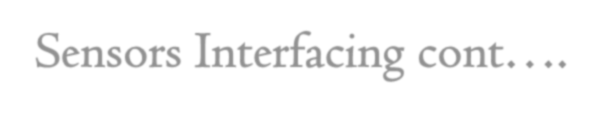 Sensors Interfacing cont….